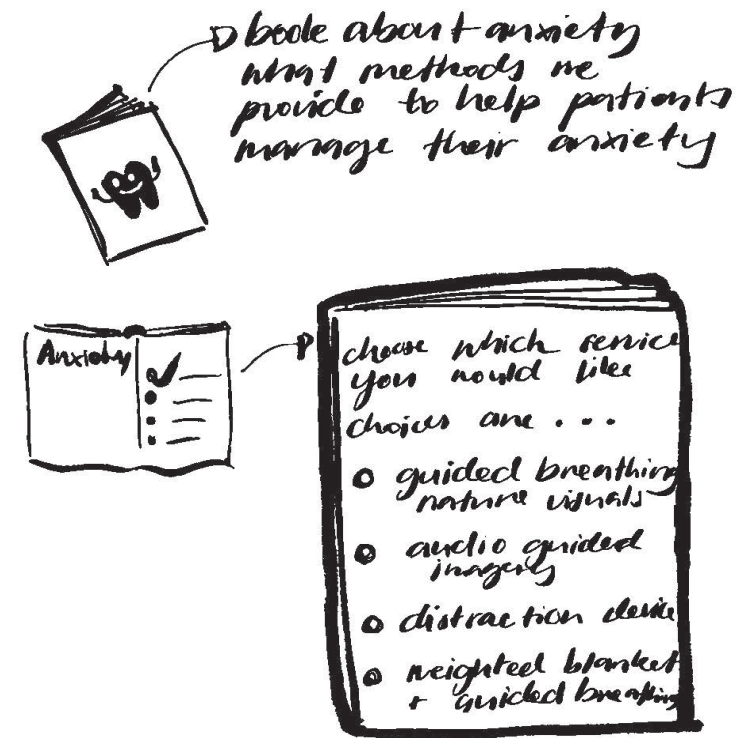 book about anxiety
what methods we
provide to help patients
manage their anxiety
Anxiety
choose which service
you would like
choices are ...
guided breathing
nature visuals
audio guided
imagery
distraction device
weighted blanket
+ guided breathing